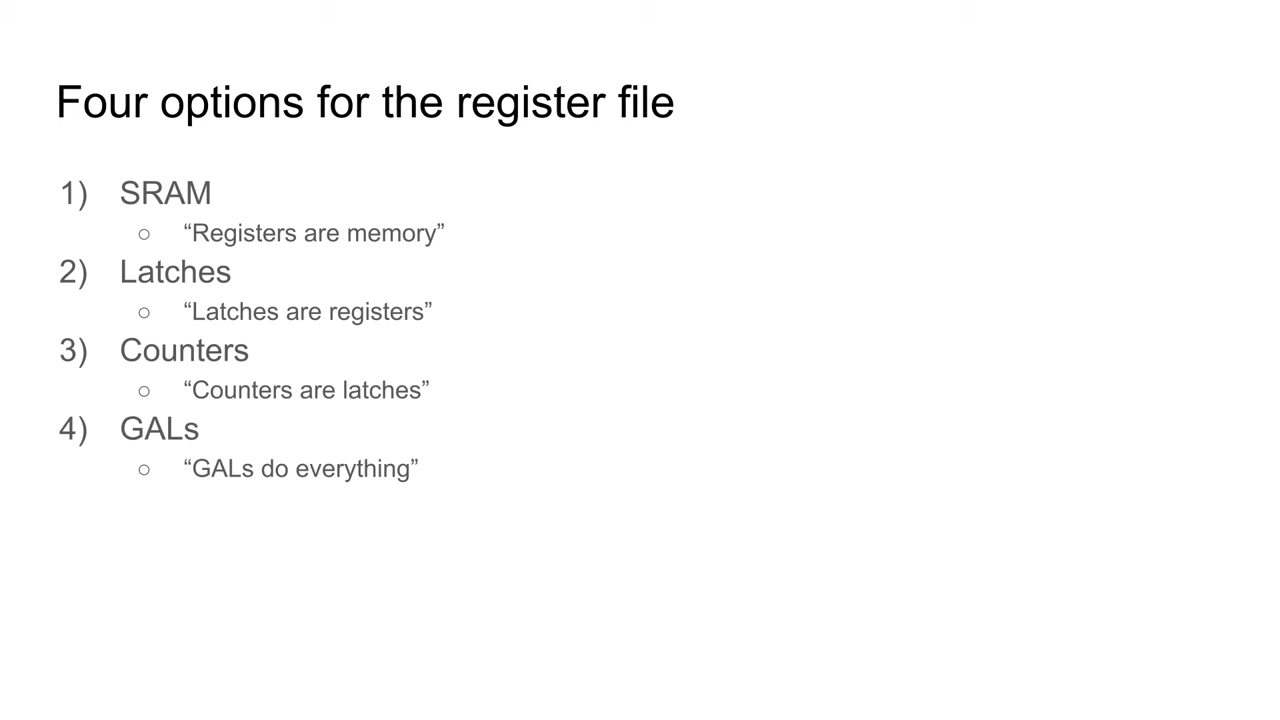 Four options for the register file
1) SRAM
○ “Registers are memory”
2) Latches
○ “Latches are registers”
3) Counters
○ “Counters are latches”
4) GALs
○ “GALs do everything”